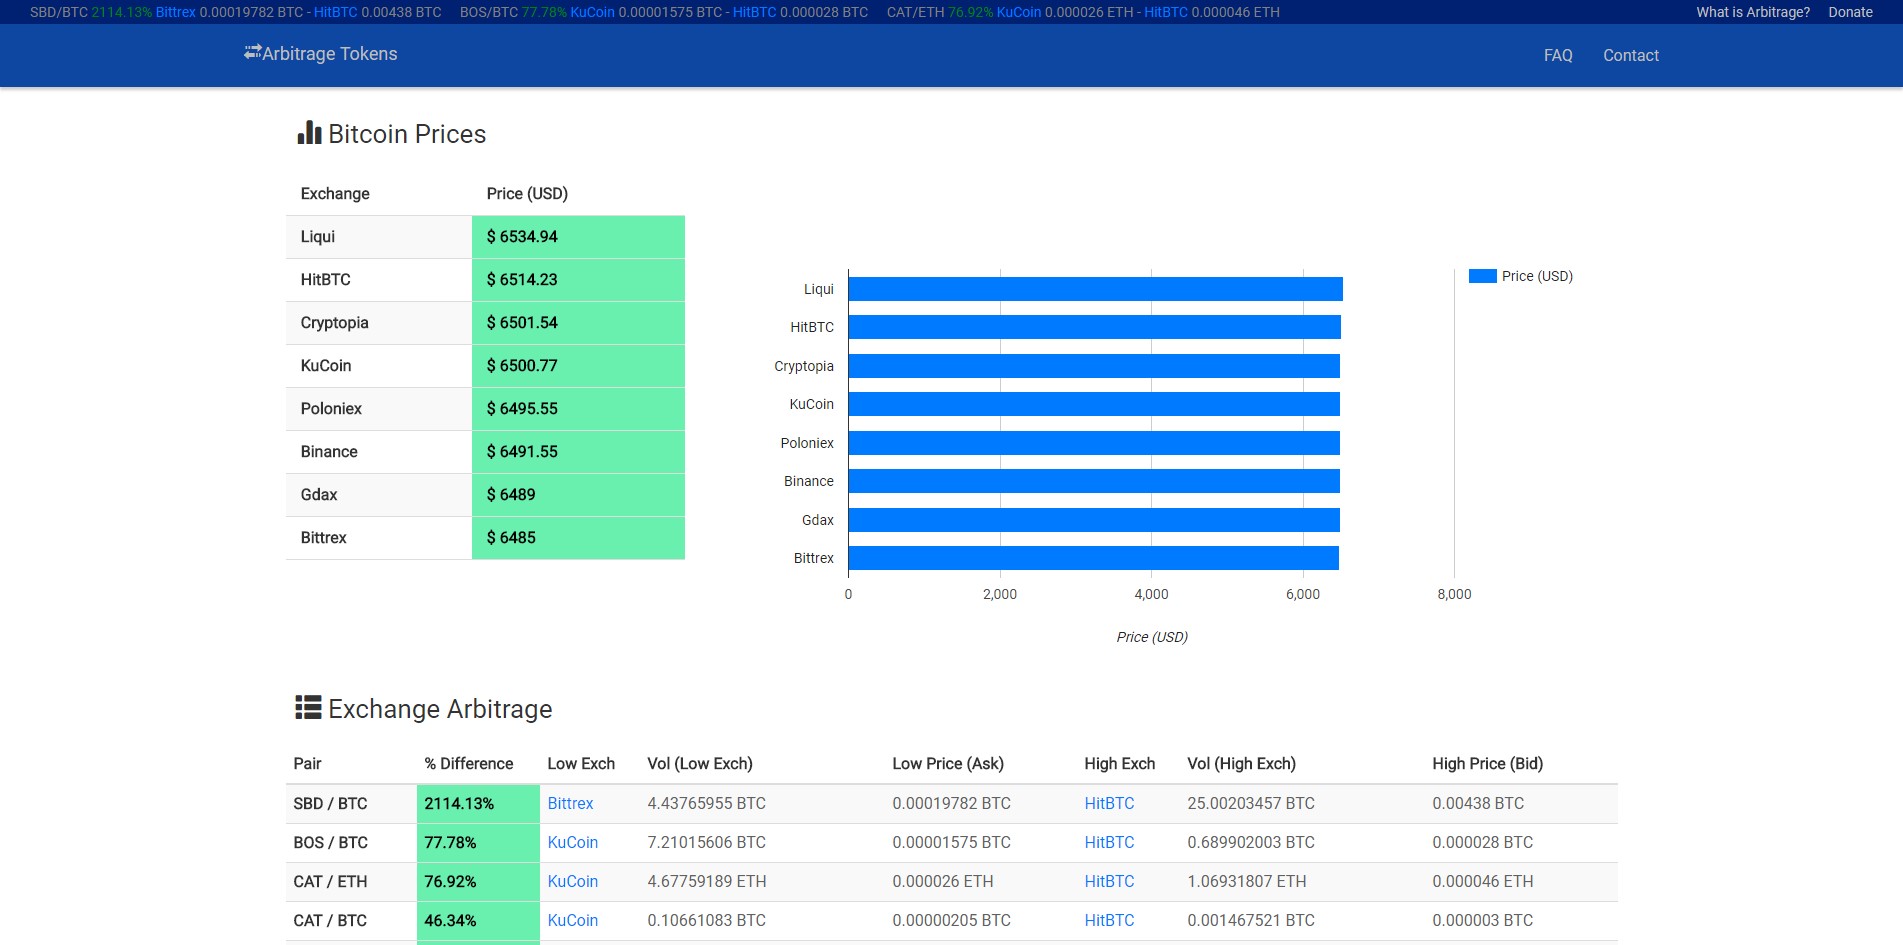 SBD/BTC 2114.13% Bittrex 0.00019782 BTC - HitBTC 0.00438 BTC BOS/BTC 77.78% KuCoin 0.00001575 BTC - HitBTC 0.000028 BTC CAT/ETH 76.92% KuCoin 0.000026 ETH - HitBTC 0.000046 ETH What is Arbitrage? Donate
Arbitrage Tokens FAQ Contact
Bitcoin Prices
Exchange Price (USD)
Liqui $ 6534.94
HitBTC $ 6514.23
Cryptopia $ 6501.54
KuCoin $ 6500.77
Poloniex $ 6495.55
Binance $ 6491.55
Gdax $ 6489
Bittrex $ 6485
Price (USD)
Liqui
HitBTC
Cryptopia
KuCoin
Poloniex
Binance
Gdax
Bittrex
0 2,000 4,000 6,000 8,000
Price (USD)
Exchange Arbitrage
Pair % Difference Low Exch Vol (Low Exch) Low Price (Ask) High Exch Vol (High Exch) High Price (Bid)
SBD / BTC 2114.13% Bittrex 4.43765955 BTC 0.00019782 BTC HitBTC 25.00203457 BTC 0.00438 BTC
BOS / BTC 77.78% KuCoin 7.21015606 BTC 0.00001575 BTC HitBTC 0.689902003 BTC 0.000028 BTC
CAT / ETH 76.92% KuCoin 4.67759189 ETH 0.000026 ETH HitBTC 1.06931807 ETH 0.000046 ETH
CAT / BTC 46.34% KuCoin 0.10661083 BTC 0.00000205 BTC HitBTC 0.001467521 BTC 0.000003 BTC